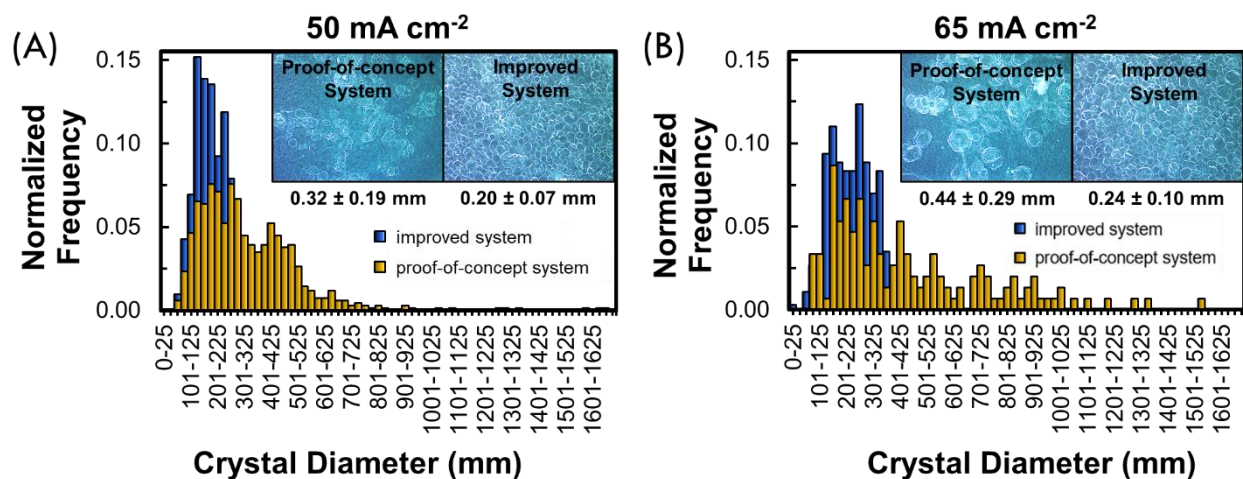 (A)
50 mA cm-2
Normalized
Frequency
0.15
0.10
0.05
0.00
Proof-of-concept
System
Improved
System
0.32 ± 0.19 mm
0.20 ± 0.07 mm
improved system
proof-of-concept system
0-25
101-125
201-225
301-325
401-425
501-525
601-625
701-725
801-825
901-925
1001-1025
1101-1125
1201-1225
1301-1325
1401-1425
1501-1525
1601-1625
Crystal Diameter (mm)
(B)
65 mA cm-2
Normalized
Frequency
0.15
0.10
0.05
0.00
Proof-of-concept
System
Improved
System
0.44 ± 0.29 mm
0.24 ± 0.10 mm
improved system
proof-of-concept system
0-25
101-125
201-225
301-325
401-425
501-525
601-625
701-725
801-825
901-925
1001-1025
1101-1125
1201-1225
1301-1325
1401-1425
1501-1525
1601-1625
Crystal Diameter (mm)